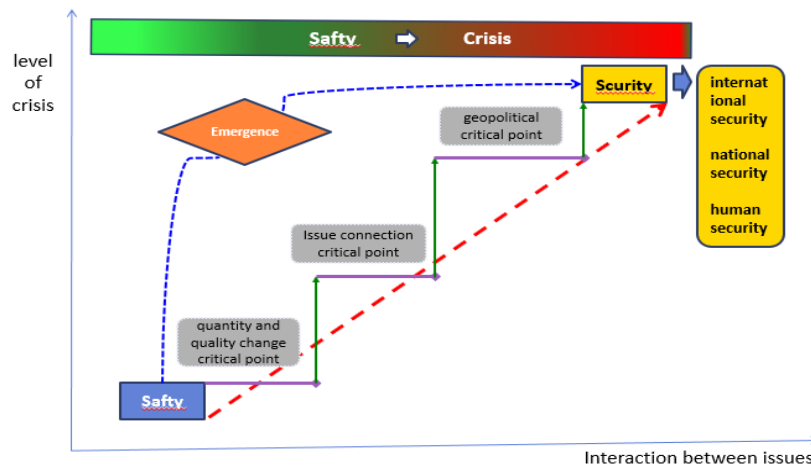 Safty
Crisis
level
of
crisis
Scurity
internat
ional
security
national
security
human
security
geopolitical
critical point
Emergence
Issue connection
critical point
quantity and
quality change
critical point
Safty
Interaction between issues